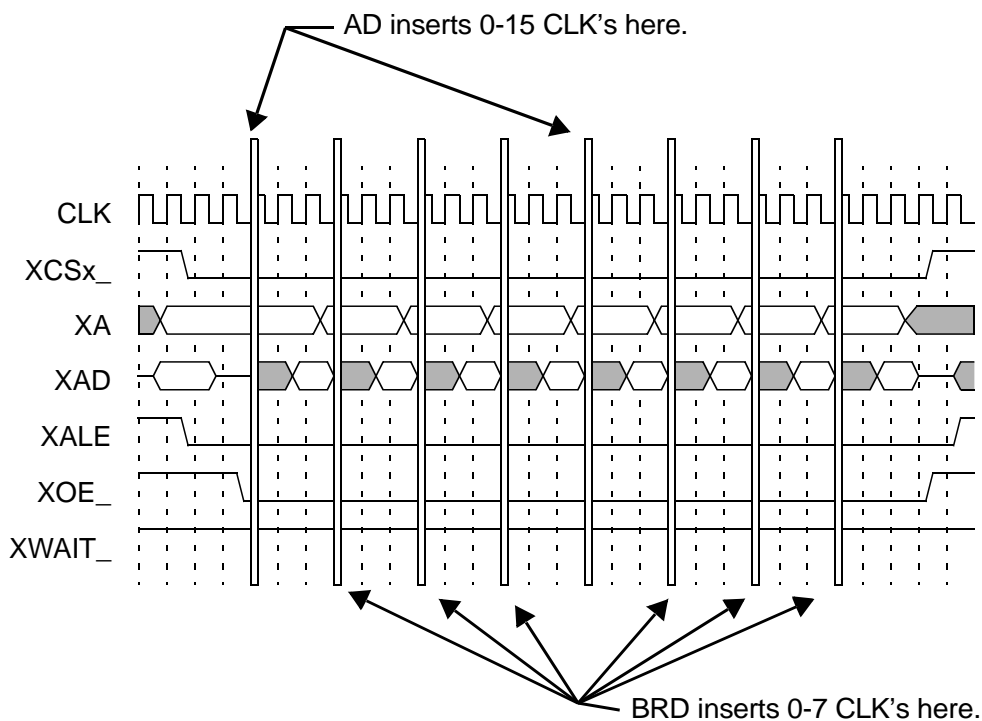 AD inserts 0-15 CLK's here.
CLK
XCSx_
XA
XAD
XALE
XOE_
XWAIT_
BRD inserts 0-7 CLK's here.